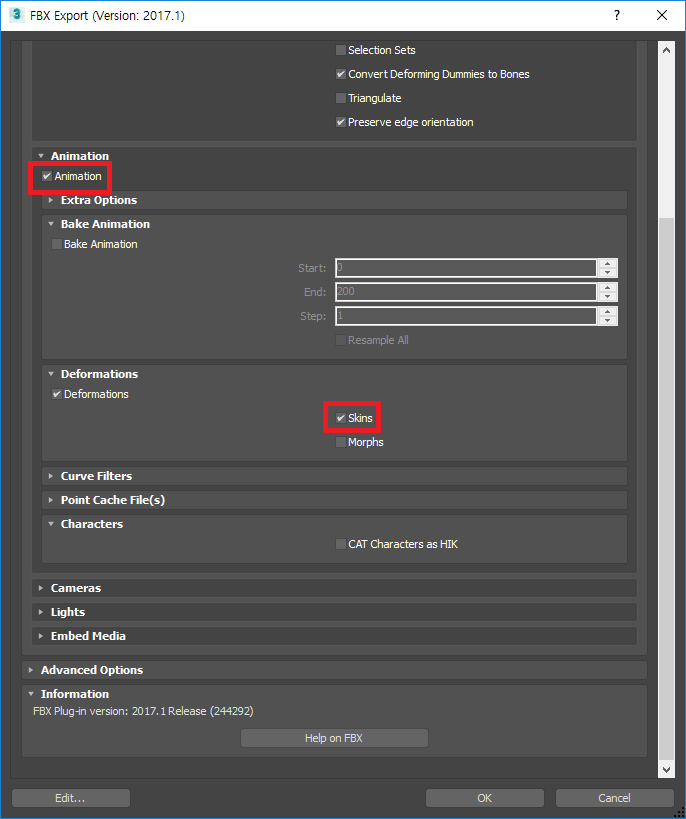 FBX Export (Version: 2017.1)
Selection Sets
Convert Deforming Dummies to Bones
Triangulate
Preserve edge orientation
Animation
Animation
Extra Options
Bake Animation
Bake Animation
Start: 0
End: 200
Step: 1
Resample All
Deformations
Deformations
Skins
Morphs
Curve Filters
Point Cache File(s)
Characters
CAT Characters as HIK
Cameras
Lights
Embed Media
Advanced Options
Information
FBX Plug-in version: 2017.1 Release (244292)
Help on FBX
Edit... OK Cancel